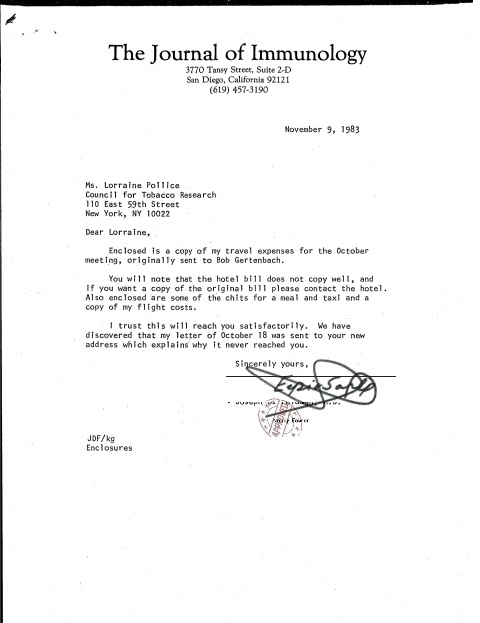 The Journal of Immunology
3770 Tansy Street, Suite 2-D
San Diego, California 92121
(619) 457-3190
November 9, 1983
Ms. Lorraine Pollice
Council for Tobacco Research
110 East 59th Street
New York, NY 10022
Dear Lorraine,
Enclosed is a copy of my travel expenses for the October
meeting, originally sent to Bob Gertenbach.
You will note that the hotel bill does not copy well, and
if you want a copy of the original bill please contact the hotel.
Also enclosed are some of the chits for a meal and taxi and a
copy of my flight costs.
I trust this will reach you satisfactorily. We have
discovered that my letter of October 18 was sent to your new
address which explains why it never reached you.
Sincerely yours,
Joseph
JDF/kg
Enclosures